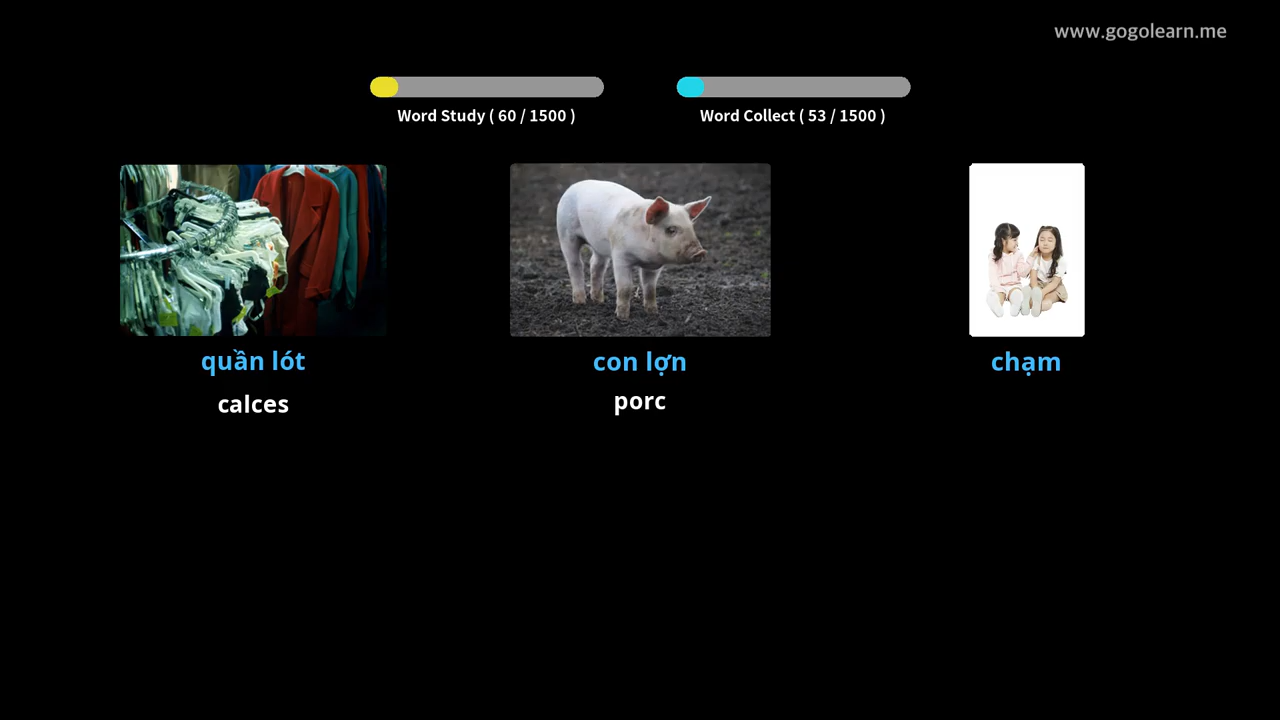 www.gogolearn.me
Word Study ( 60 / 1500 )
Word Collect ( 53 / 1500 )
quần lót
con lợn
chạm
calces
porc